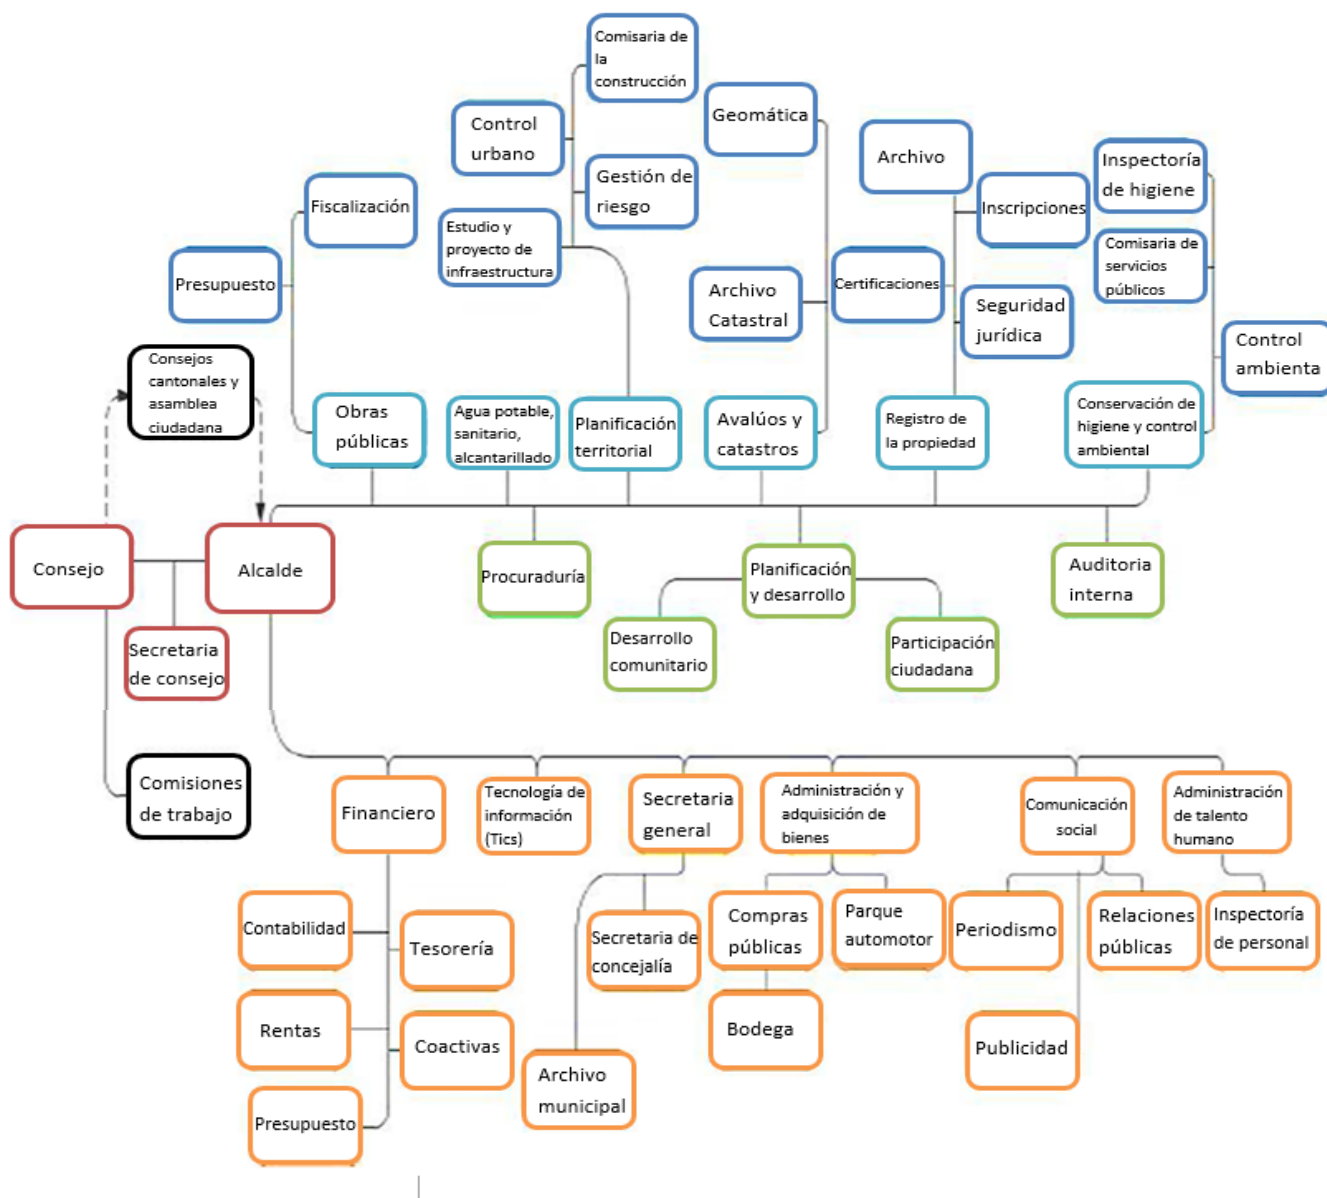 Comisaria de
la
construcción
Control
urbano
Gestión de
riesgo
Estudio y
proyecto de
infraestructura
Fiscalización
Presupuesto
Geomática
Archivo
Catastral
Archivo
Inscripciones
Certificaciones
Seguridad
jurídica
Inspectoría
de higiene
Comisaria de
servicios
públicos
Control
ambienta
Consejos
cantonales y
asamblea
ciudadana
Obras
públicas
Agua potable,
sanitario,
alcantarillado
Planificación
territorial
Avalúos y
catastros
Registro de
la propiedad
Conservación de
higiene y control
ambiental
Consejo
Alcalde
Secretaria
de consejo
Procuraduría
Planificación
y desarrollo
Desarrollo
comunitario
Participación
ciudadana
Auditoria
interna
Comisiones
de trabajo
Financiero
Tecnología de
información
(Tics)
Secretaria
general
Administración y
adquisición de
bienes
Comunicación
social
Administración
de talento
humano
Contabilidad
Tesorería
Rentas
Coactivas
Presupuesto
Secretaria de
concejalía
Archivo
municipal
Compras
públicas
Parque
automotor
Bodega
Periodismo
Relaciones
públicas
Publicidad
Inspectoría
de personal